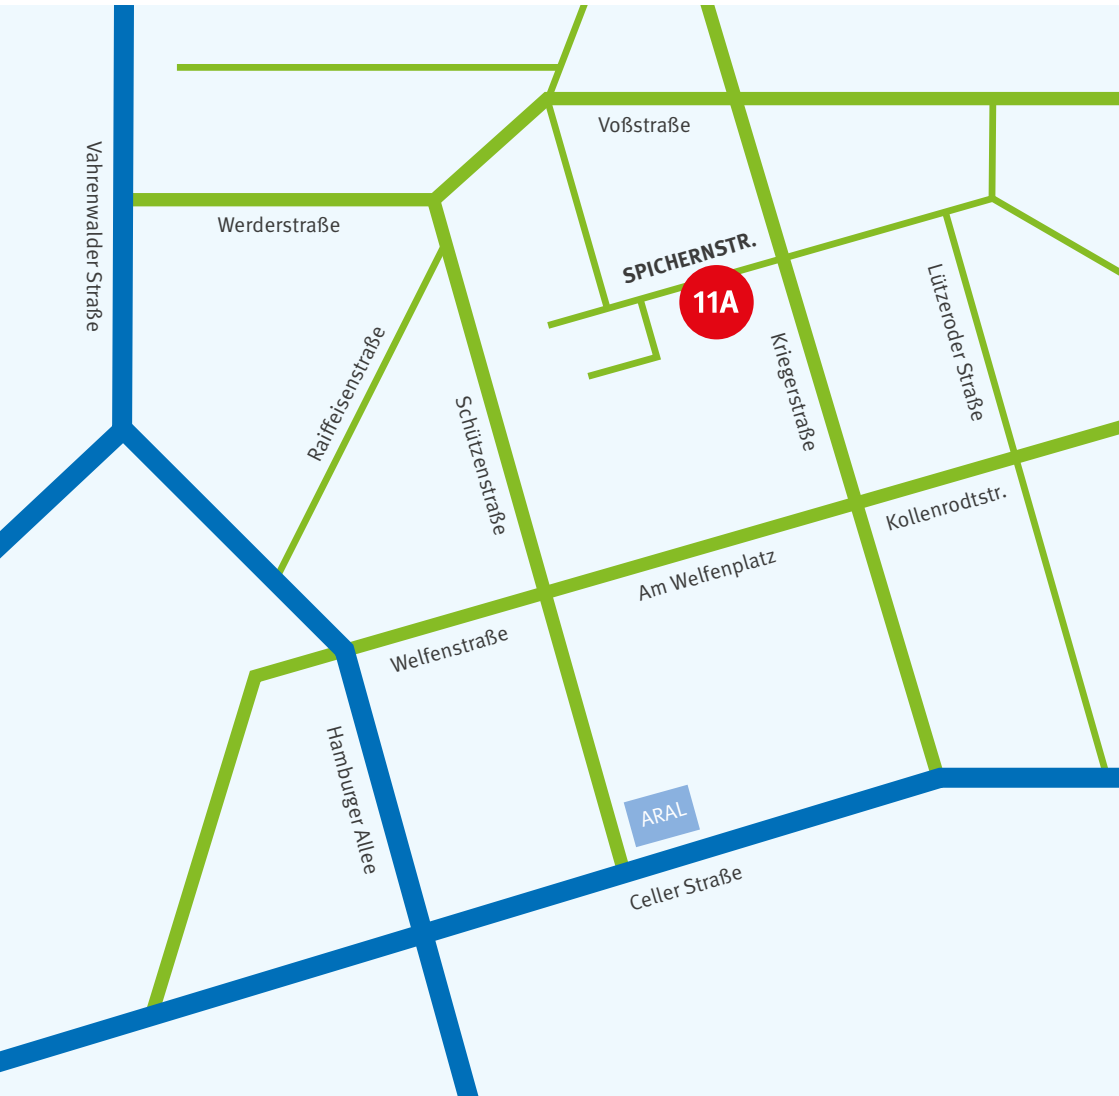 Voßstraße
Vahrenwalder Straße
Werderstraße
SPICHERNSTR.
11A
Lützeroder Straße
Raiffeisenstraße
Kriegerstraße
Schützenstraße
Kollenrodtstr.
Am Welfenplatz
Welfenstraße
Hamburger Allee
ARAL
Celler Straße